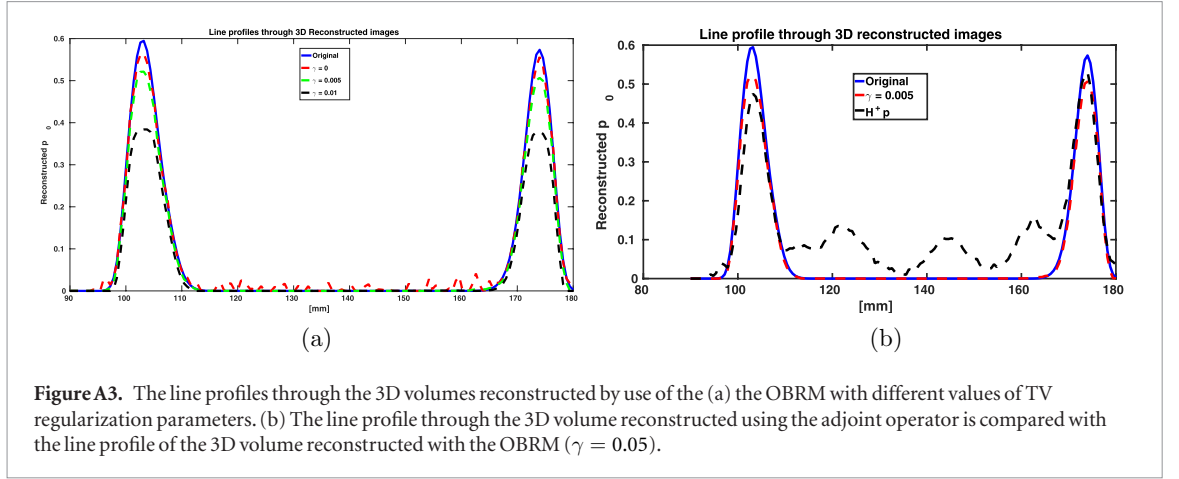 Line profiles through 3D Reconstructed images
Original
γ = 0
γ = 0.005
γ = 0.01
Reconstructed p0
0.6
0.5
0.4
0.3
0.2
0.1
0
90 100 110 120 130 140 150 160 170 180
[mm]
(a)
Line profile through 3D reconstructed images
Original
γ = 0.005
H+ p
Reconstructed p0
0.6
0.5
0.4
0.3
0.2
0.1
0
80 100 120 140 160 180
[mm]
(b)
Figure A3. The line profiles through the 3D volumes reconstructed by use of the (a) the OBRM with different values of TV
regularization parameters. (b) The line profile through the 3D volume reconstructed using the adjoint operator is compared with
the line profile of the 3D volume reconstructed with the OBRM (γ = 0.05).